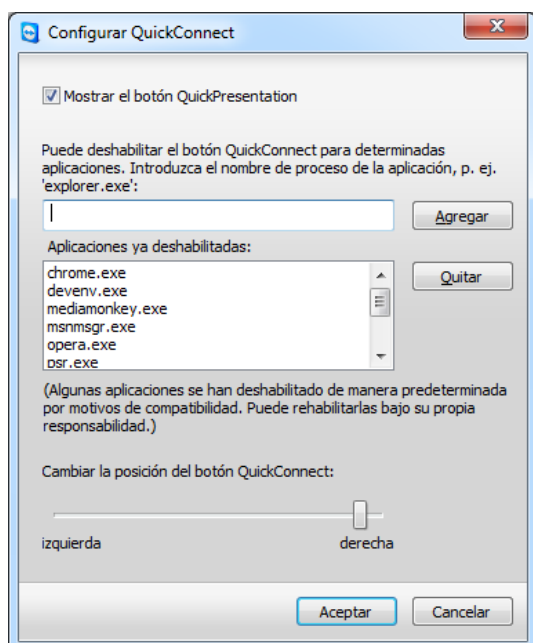 Configurar QuickConnect
Mostrar el botón QuickPresentation
Puede deshabilitar el botón QuickConnect para determinadas
aplicaciones. Introduzca el nombre de proceso de la aplicación, p. ej.
'explorer.exe':
Agregar
Aplicaciones ya deshabilitadas:
chrome.exe
devenv.exe
mediamonkey.exe
msnmsgr.exe
opera.exe
psr.exe
Quitar
(Algunas aplicaciones se han deshabilitado de manera predeterminada
por motivos de compatibilidad. Puede rehabilitarlas bajo su propia
responsabilidad.)
Cambiar la posición del botón QuickConnect:
izquierda derecha
Aceptar Cancelar